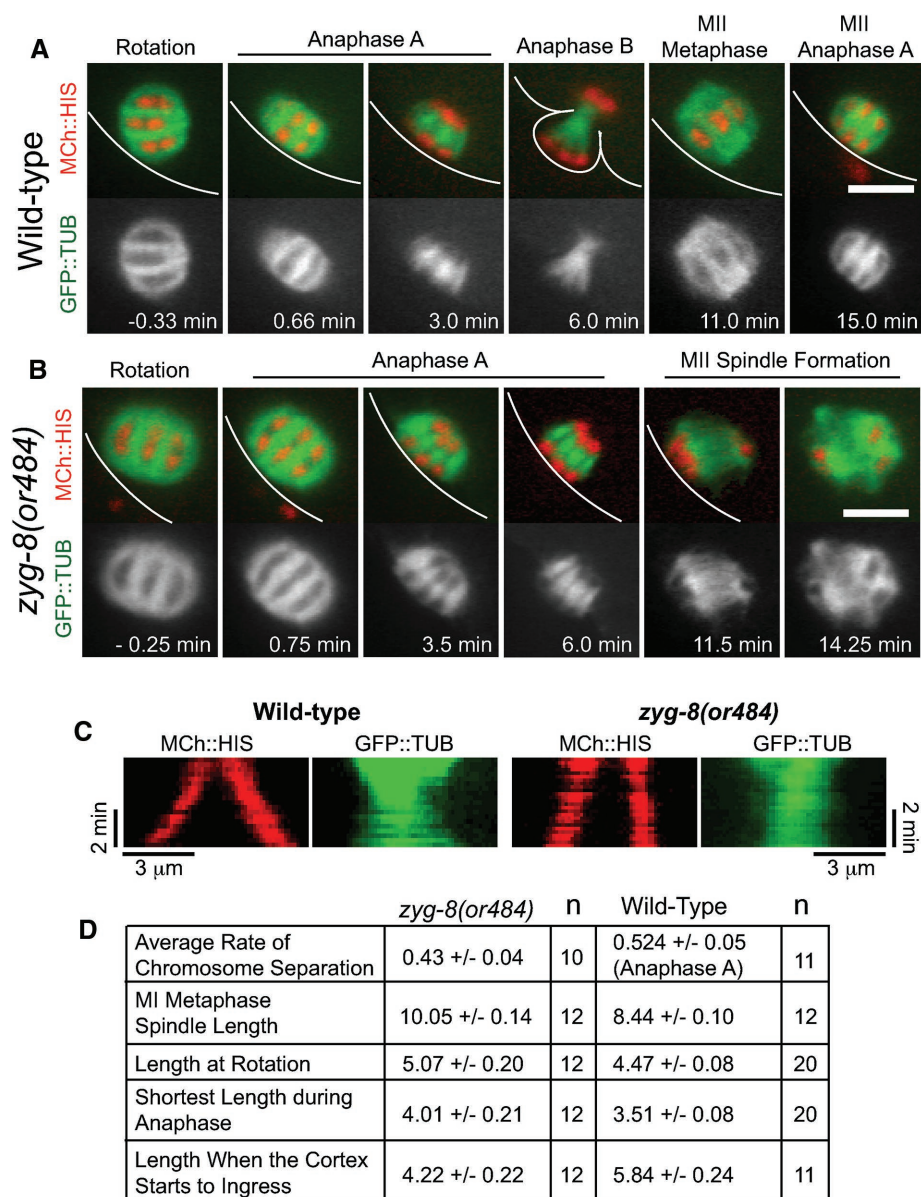 A
Rotation
Anaphase A
Anaphase B
MII Metaphase
MII Anaphase A
Wild-type
MCh::HIS
GFP::TUB
-0.33 min
0.66 min
3.0 min
6.0 min
11.0 min
15.0 min
B
Rotation
Anaphase A
MII Spindle Formation
zyg-8(or484)
MCh::HIS
GFP::TUB
- 0.25 min
0.75 min
3.5 min
6.0 min
11.5 min
14.25 min
C
Wild-type
zyg-8(or484)
MCh::HIS
GFP::TUB
MCh::HIS
GFP::TUB
2 min
2 min
3 μm
3 μm
D
zyg-8(or484) n Wild-Type n
Average Rate of
Chromosome Separation
0.43 +/- 0.04
10
0.524 +/- 0.05
(Anaphase A)
11
MI Metaphase
Spindle Length
10.05 +/- 0.14
12
8.44 +/- 0.10
12
Length at Rotation
5.07 +/- 0.20
12
4.47 +/- 0.08
20
Shortest Length during
Anaphase
4.01 +/- 0.21
12
3.51 +/- 0.08
20
Length When the Cortex
Starts to Ingress
4.22 +/- 0.22
12
5.84 +/- 0.24
11